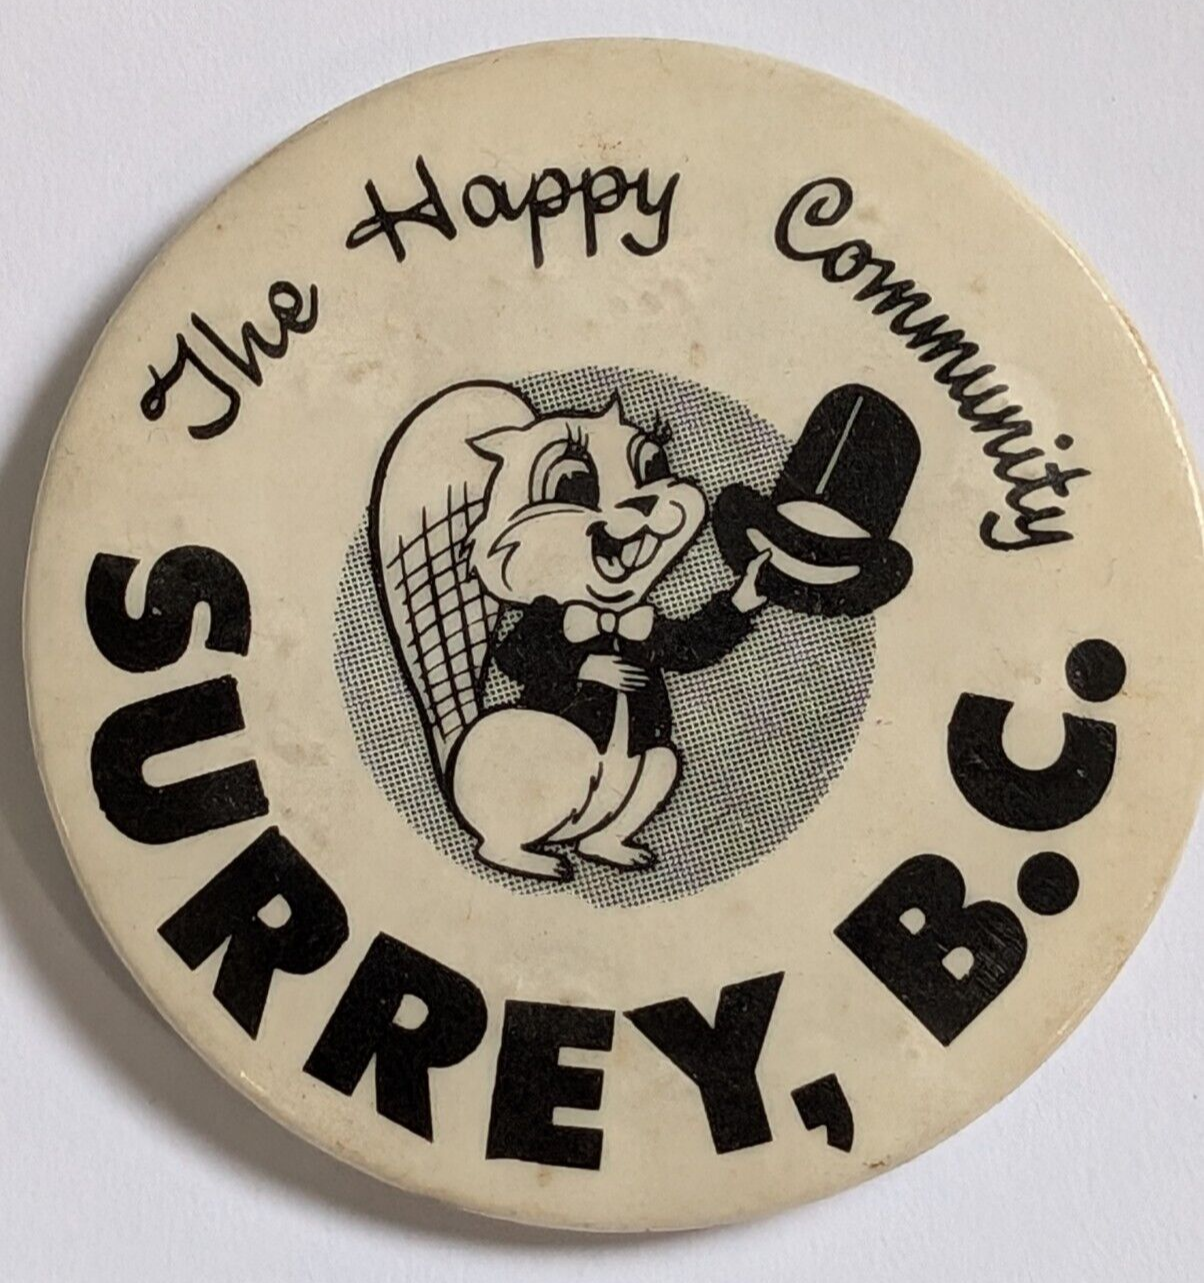 The Happy Community
SURREY, B.C.